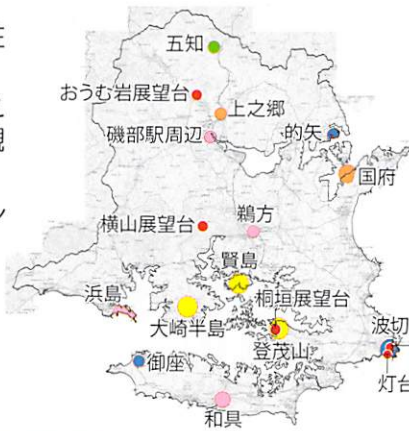 五知
おうむ岩展望台
上之郷
磯部駅周辺
的矢
国府
横山展望台
鵜方
賢島
浜島
桐垣展望台
大崎半島
登茂山
波切
御座
灯台
和具